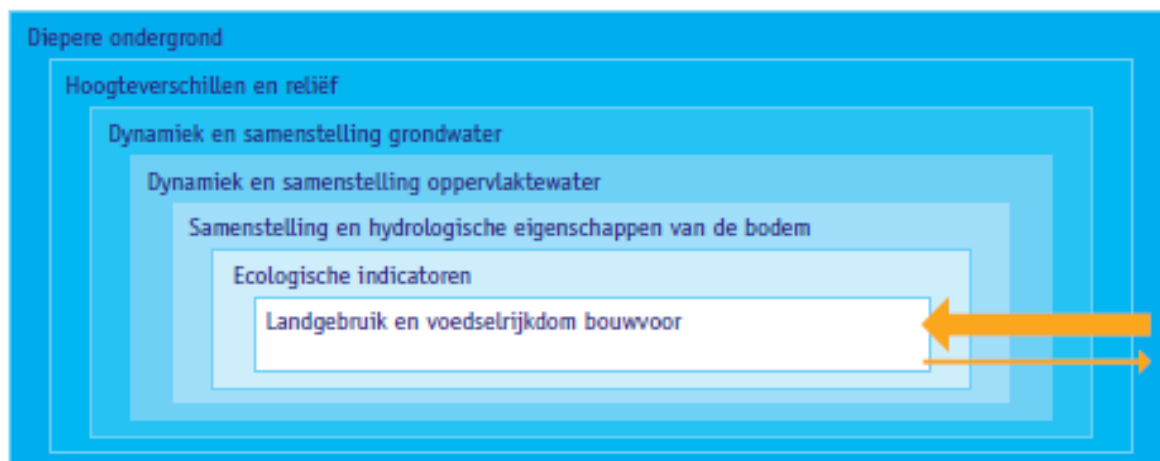 Diepere ondergrond
Hoogteverschillen en reliëf
Dynamiek en samenstelling grondwater
Dynamiek en samenstelling oppervlaktewater
Samenstelling en hydrologische eigenschappen van de bodem
Ecologische indicatoren
Landgebruik en voedselrijkdom bouwvoor